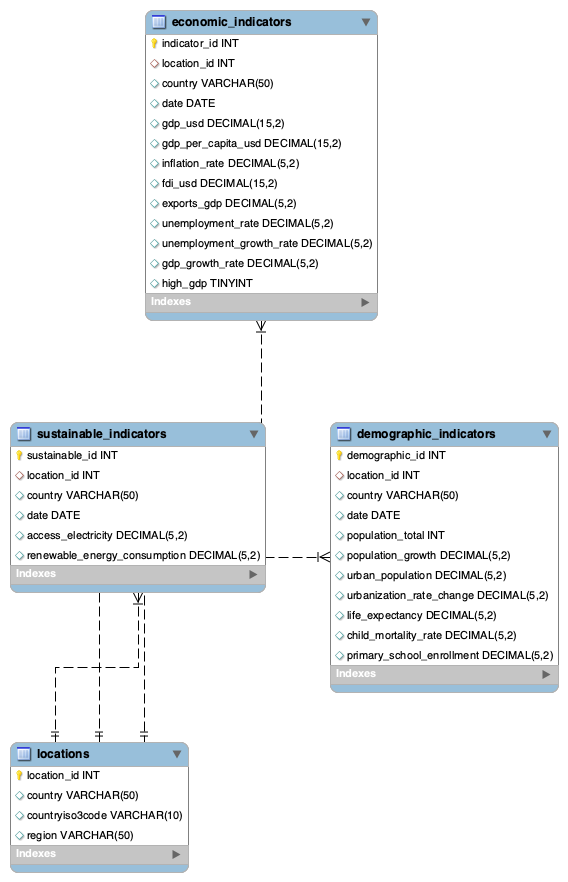 economic_indicators
indicator_id INT
location_id INT
country VARCHAR(50)
date DATE
gdp_usd DECIMAL(15,2)
gdp_per_capita_usd DECIMAL(15,2)
inflation_rate DECIMAL(5,2)
fdi_usd DECIMAL(15,2)
exports_gdp DECIMAL(5,2)
unemployment_rate DECIMAL(5,2)
unemployment_growth_rate DECIMAL(5,2)
gdp_growth_rate DECIMAL(5,2)
high_gdp TINYINT
Indexes
sustainable_indicators
sustainable_id INT
location_id INT
country VARCHAR(50)
date DATE
access_electricity DECIMAL(5,2)
renewable_energy_consumption DECIMAL(5,2)
Indexes
demographic_indicators
demographic_id INT
location_id INT
country VARCHAR(50)
date DATE
population_total INT
population_growth DECIMAL(5,2)
urban_population DECIMAL(5,2)
urbanization_rate_change DECIMAL(5,2)
life_expectancy DECIMAL(5,2)
child_mortality_rate DECIMAL(5,2)
primary_school_enrollment DECIMAL(5,2)
Indexes
locations
location_id INT
country VARCHAR(50)
countryiso3code VARCHAR(10)
region VARCHAR(50)
Indexes